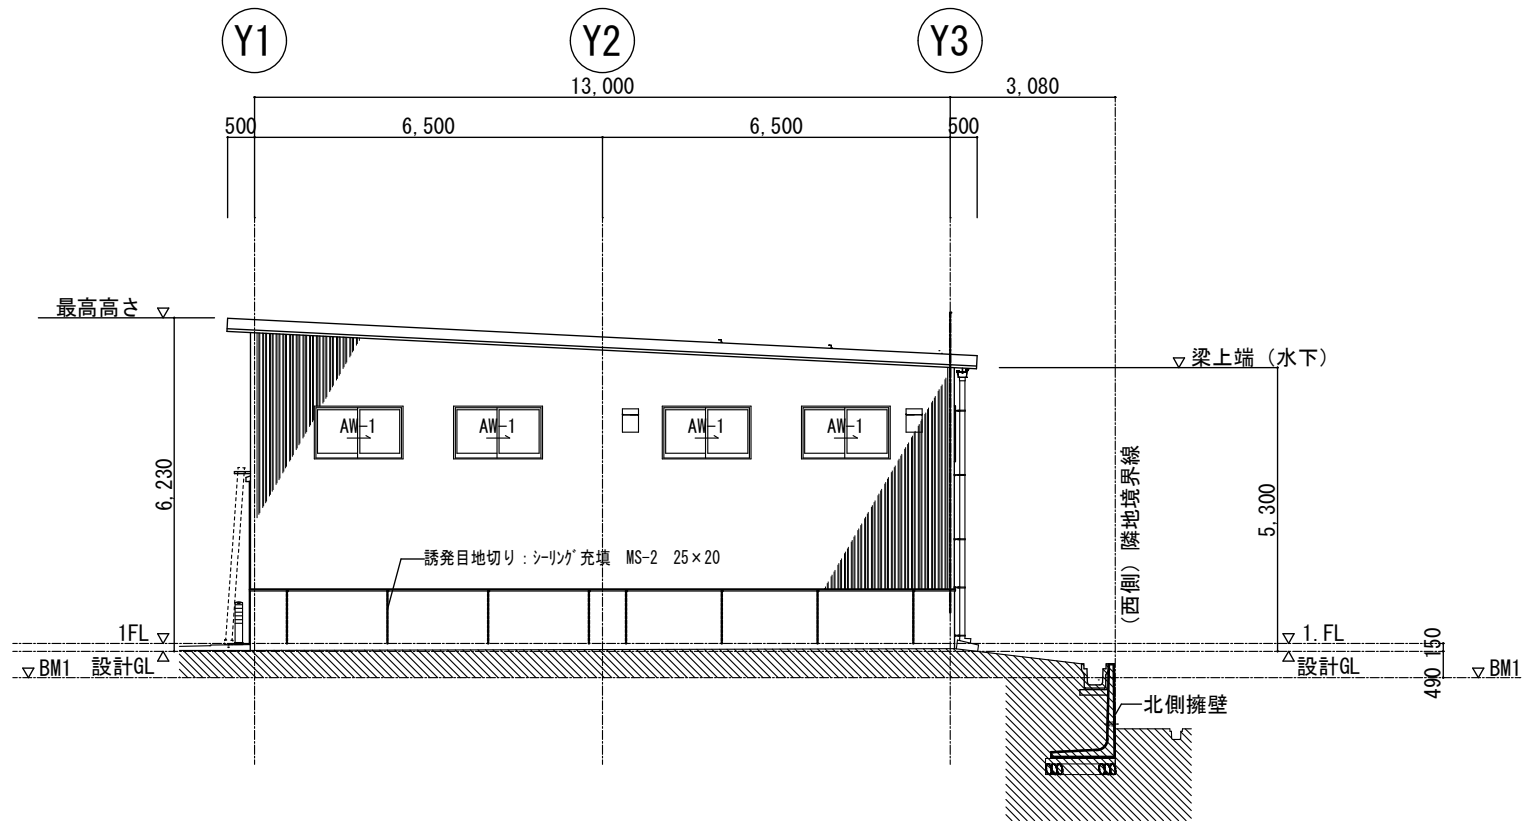 Y1
Y2
Y3
13,000
3,080
500
6,500
6,500
500
最高高さ
梁上端（水下）
AW-1
AW-1
AW-1
AW-1
6,230
5,300
（西側）隣地境界線
誘発目地切り：シーリング充填 MS-2 25×20
1FL
1.FL
150
BM1
設計GL
設計GL
490
BM1
北側擁壁